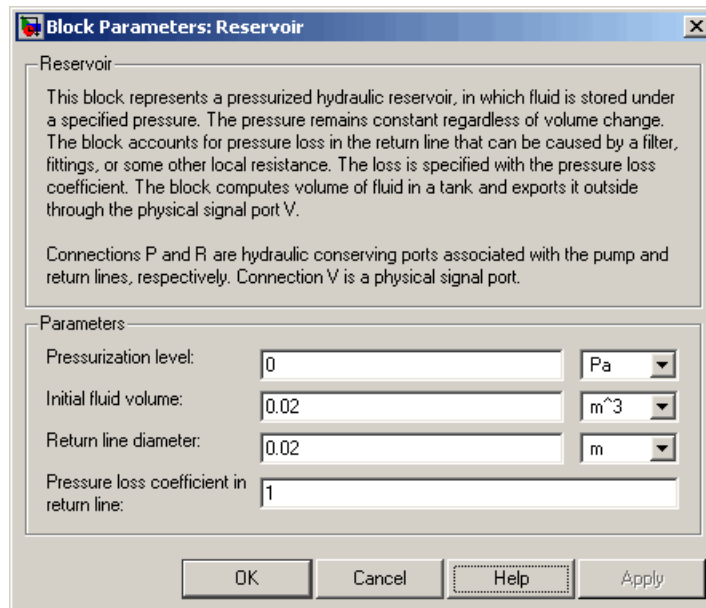 Block Parameters: Reservoir
Reservoir
This block represents a pressurized hydraulic reservoir, in which fluid is stored under
a specified pressure. The pressure remains constant regardless of volume change.
The block accounts for pressure loss in the return line that can be caused by a filter,
fittings, or some other local resistance. The loss is specified with the pressure loss
coefficient. The block computes volume of fluid in a tank and exports it outside
through the physical signal port V.
Connections P and R are hydraulic conserving ports associated with the pump and
return lines, respectively. Connection V is a physical signal port.
Parameters
Pressurization level: 0 Pa
Initial fluid volume: 0.02 m^3
Return line diameter: 0.02 m
Pressure loss coefficient in
return line: 1
OK Cancel Help Apply